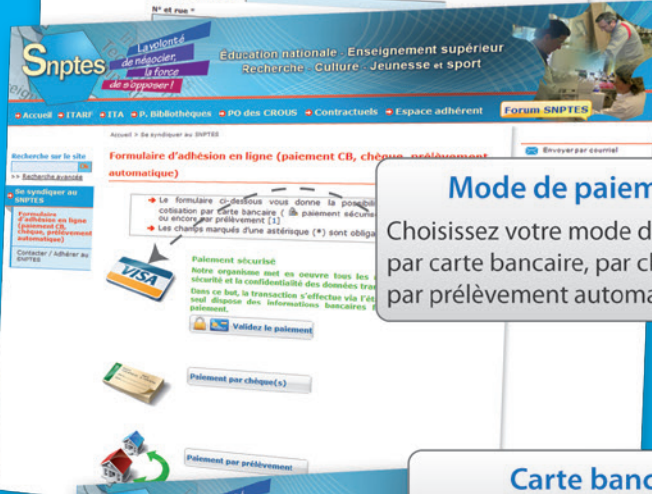 N° et rue *
Snptes
La volonté
de négocier,
la force
de s'opposer !
Éducation nationale - Enseignement supérieur
Recherche - Culture - Jeunesse et sport
Accueil ITARF ITA P. Bibliothèques PO des CROUS Contractuels Espace adhérent Forum SNPTES
Accueil > Se syndiquer au SNPTES
Recherche sur le site
>> Recherche avancée
Se syndiquer au
SNPTES
Formulaire
d'adhésion en ligne
(paiement CB,
chèque, prélèvement
automatique)
Contacter / Adhérer au
SNPTES
Formulaire d'adhésion en ligne (paiement CB, chèque, prélèvement
automatique)
Envoyer par courriel
Le formulaire ci-dessous vous donne la possibili
cotisation par carte bancaire ( paiement sécuris
ou encore par prélèvement [1]
Les champs marqués d'une astérisque (*) sont obliga
Mode de paiem
Choisissez votre mode d
par carte bancaire, par ch
par prélèvement automa
VISA
Paiement sécurisé
Notre organisme met en oeuvre tous les
sécurité et la confidentialité des données tran
Dans ce but, la transaction s'effectue via l'ét
seul dispose des informations bancaires
paiement.
Validez le paiement
Paiement par chèque(s)
Paiement par prélèvement
Carte banc